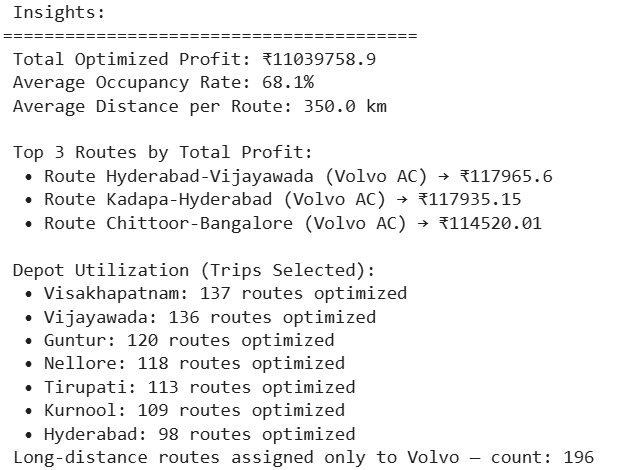 Insights:
========================================
Total Optimized Profit: ₹11039758.9
Average Occupancy Rate: 68.1%
Average Distance per Route: 350.0 km
Top 3 Routes by Total Profit:
• Route Hyderabad-Vijayawada (Volvo AC) → ₹117965.6
• Route Kadapa-Hyderabad (Volvo AC) → ₹117935.15
• Route Chittoor-Bangalore (Volvo AC) → ₹114520.01
Depot Utilization (Trips Selected):
• Visakhapatnam: 137 routes optimized
• Vijayawada: 136 routes optimized
• Guntur: 120 routes optimized
• Nellore: 118 routes optimized
• Tirupati: 113 routes optimized
• Kurnool: 109 routes optimized
• Hyderabad: 98 routes optimized
Long-distance routes assigned only to Volvo — count: 196